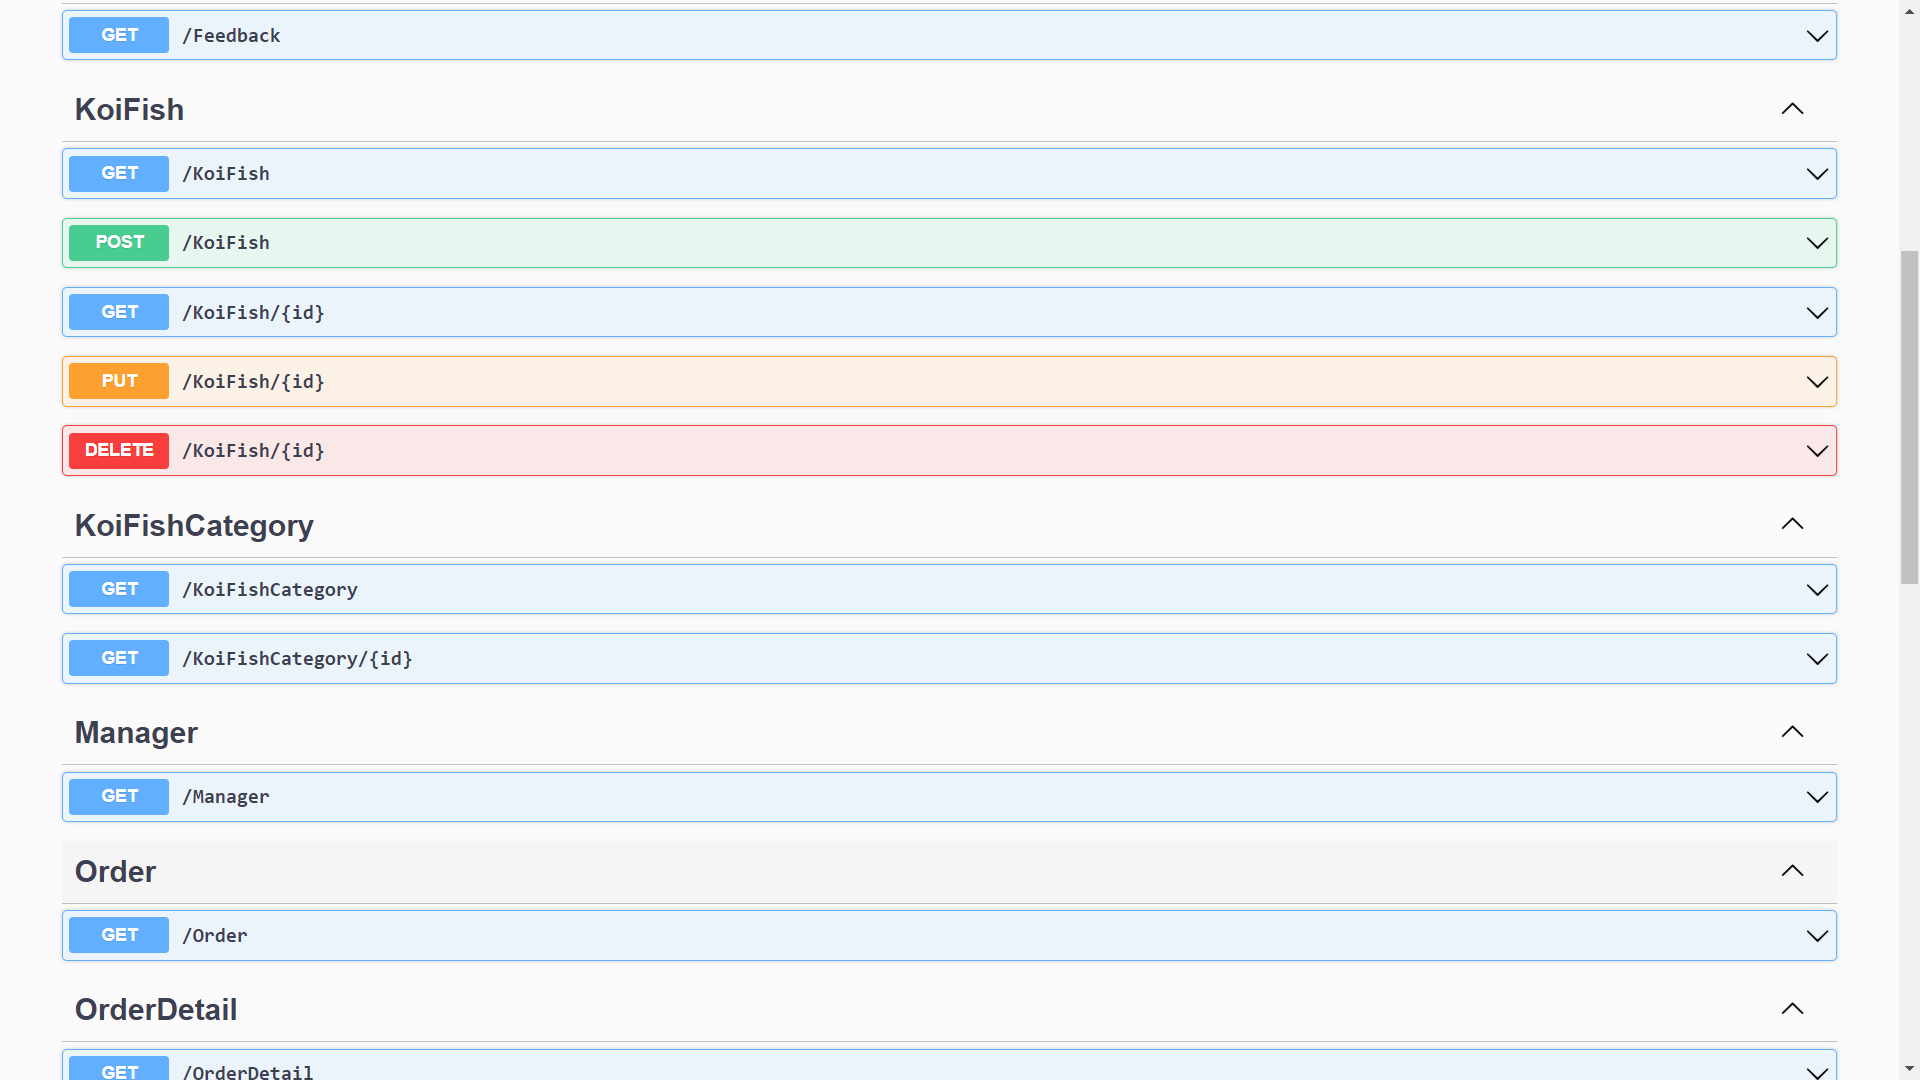 GET /Feedback
KoiFish
GET /KoiFish
POST /KoiFish
GET /KoiFish/{id}
PUT /KoiFish/{id}
DELETE /KoiFish/{id}
KoiFishCategory
GET /KoiFishCategory
GET /KoiFishCategory/{id}
Manager
GET /Manager
Order
GET /Order
OrderDetail
GET /OrderDetail